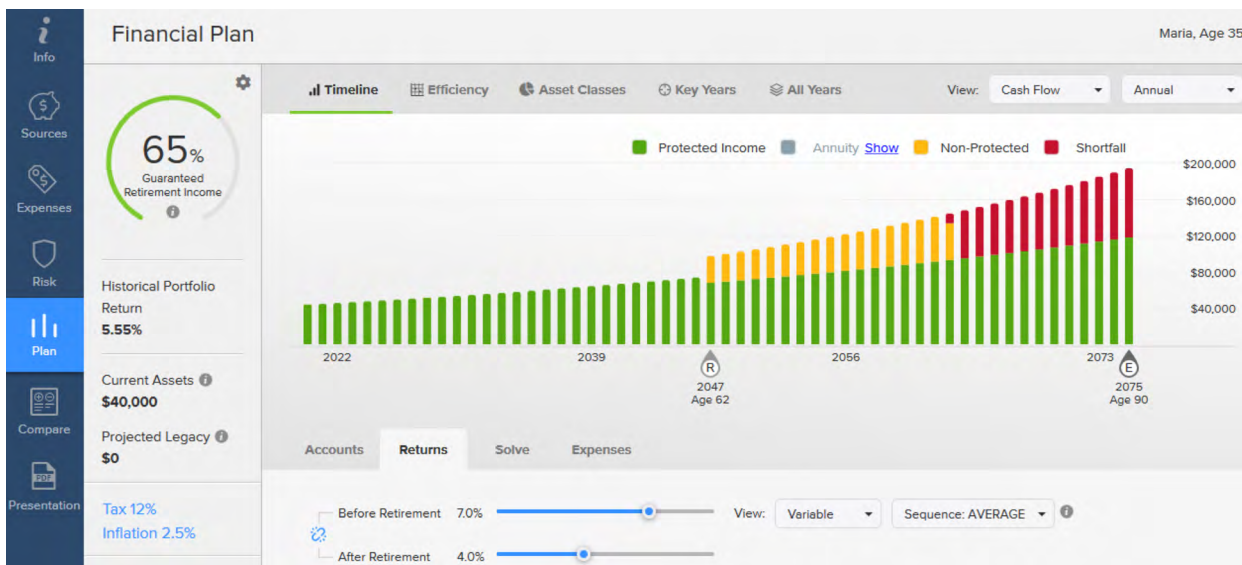 Info
Sources
Expenses
Risk
Plan
Compare
PDF
Presentation
Financial Plan
Maria, Age 35
65%
Guaranteed
Retirement Income
Historical Portfolio
Return
5.55%
Current Assets
$40,000
Projected Legacy
$0
Tax 12%
Inflation 2.5%
Timeline Efficiency Asset Classes Key Years All Years View: Cash Flow Annual
Protected Income Annuity Show Non-Protected Shortfall
$200,000
$160,000
$120,000
$80,000
$40,000
2022 2039 2056 2073
R E
2047 2075
Age 62 Age 90
Accounts Returns Solve Expenses
Before Retirement 7.0% View: Variable Sequence: AVERAGE
After Retirement 4.0%